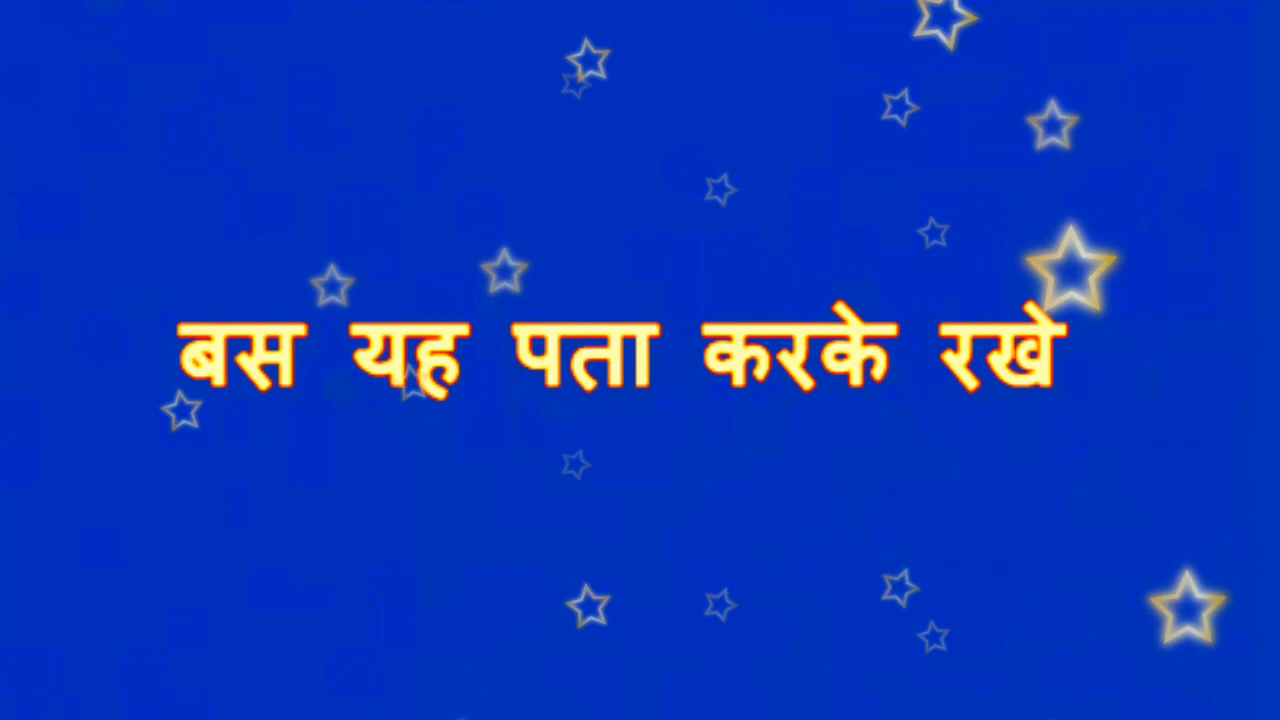 बस यह पता करके रखे